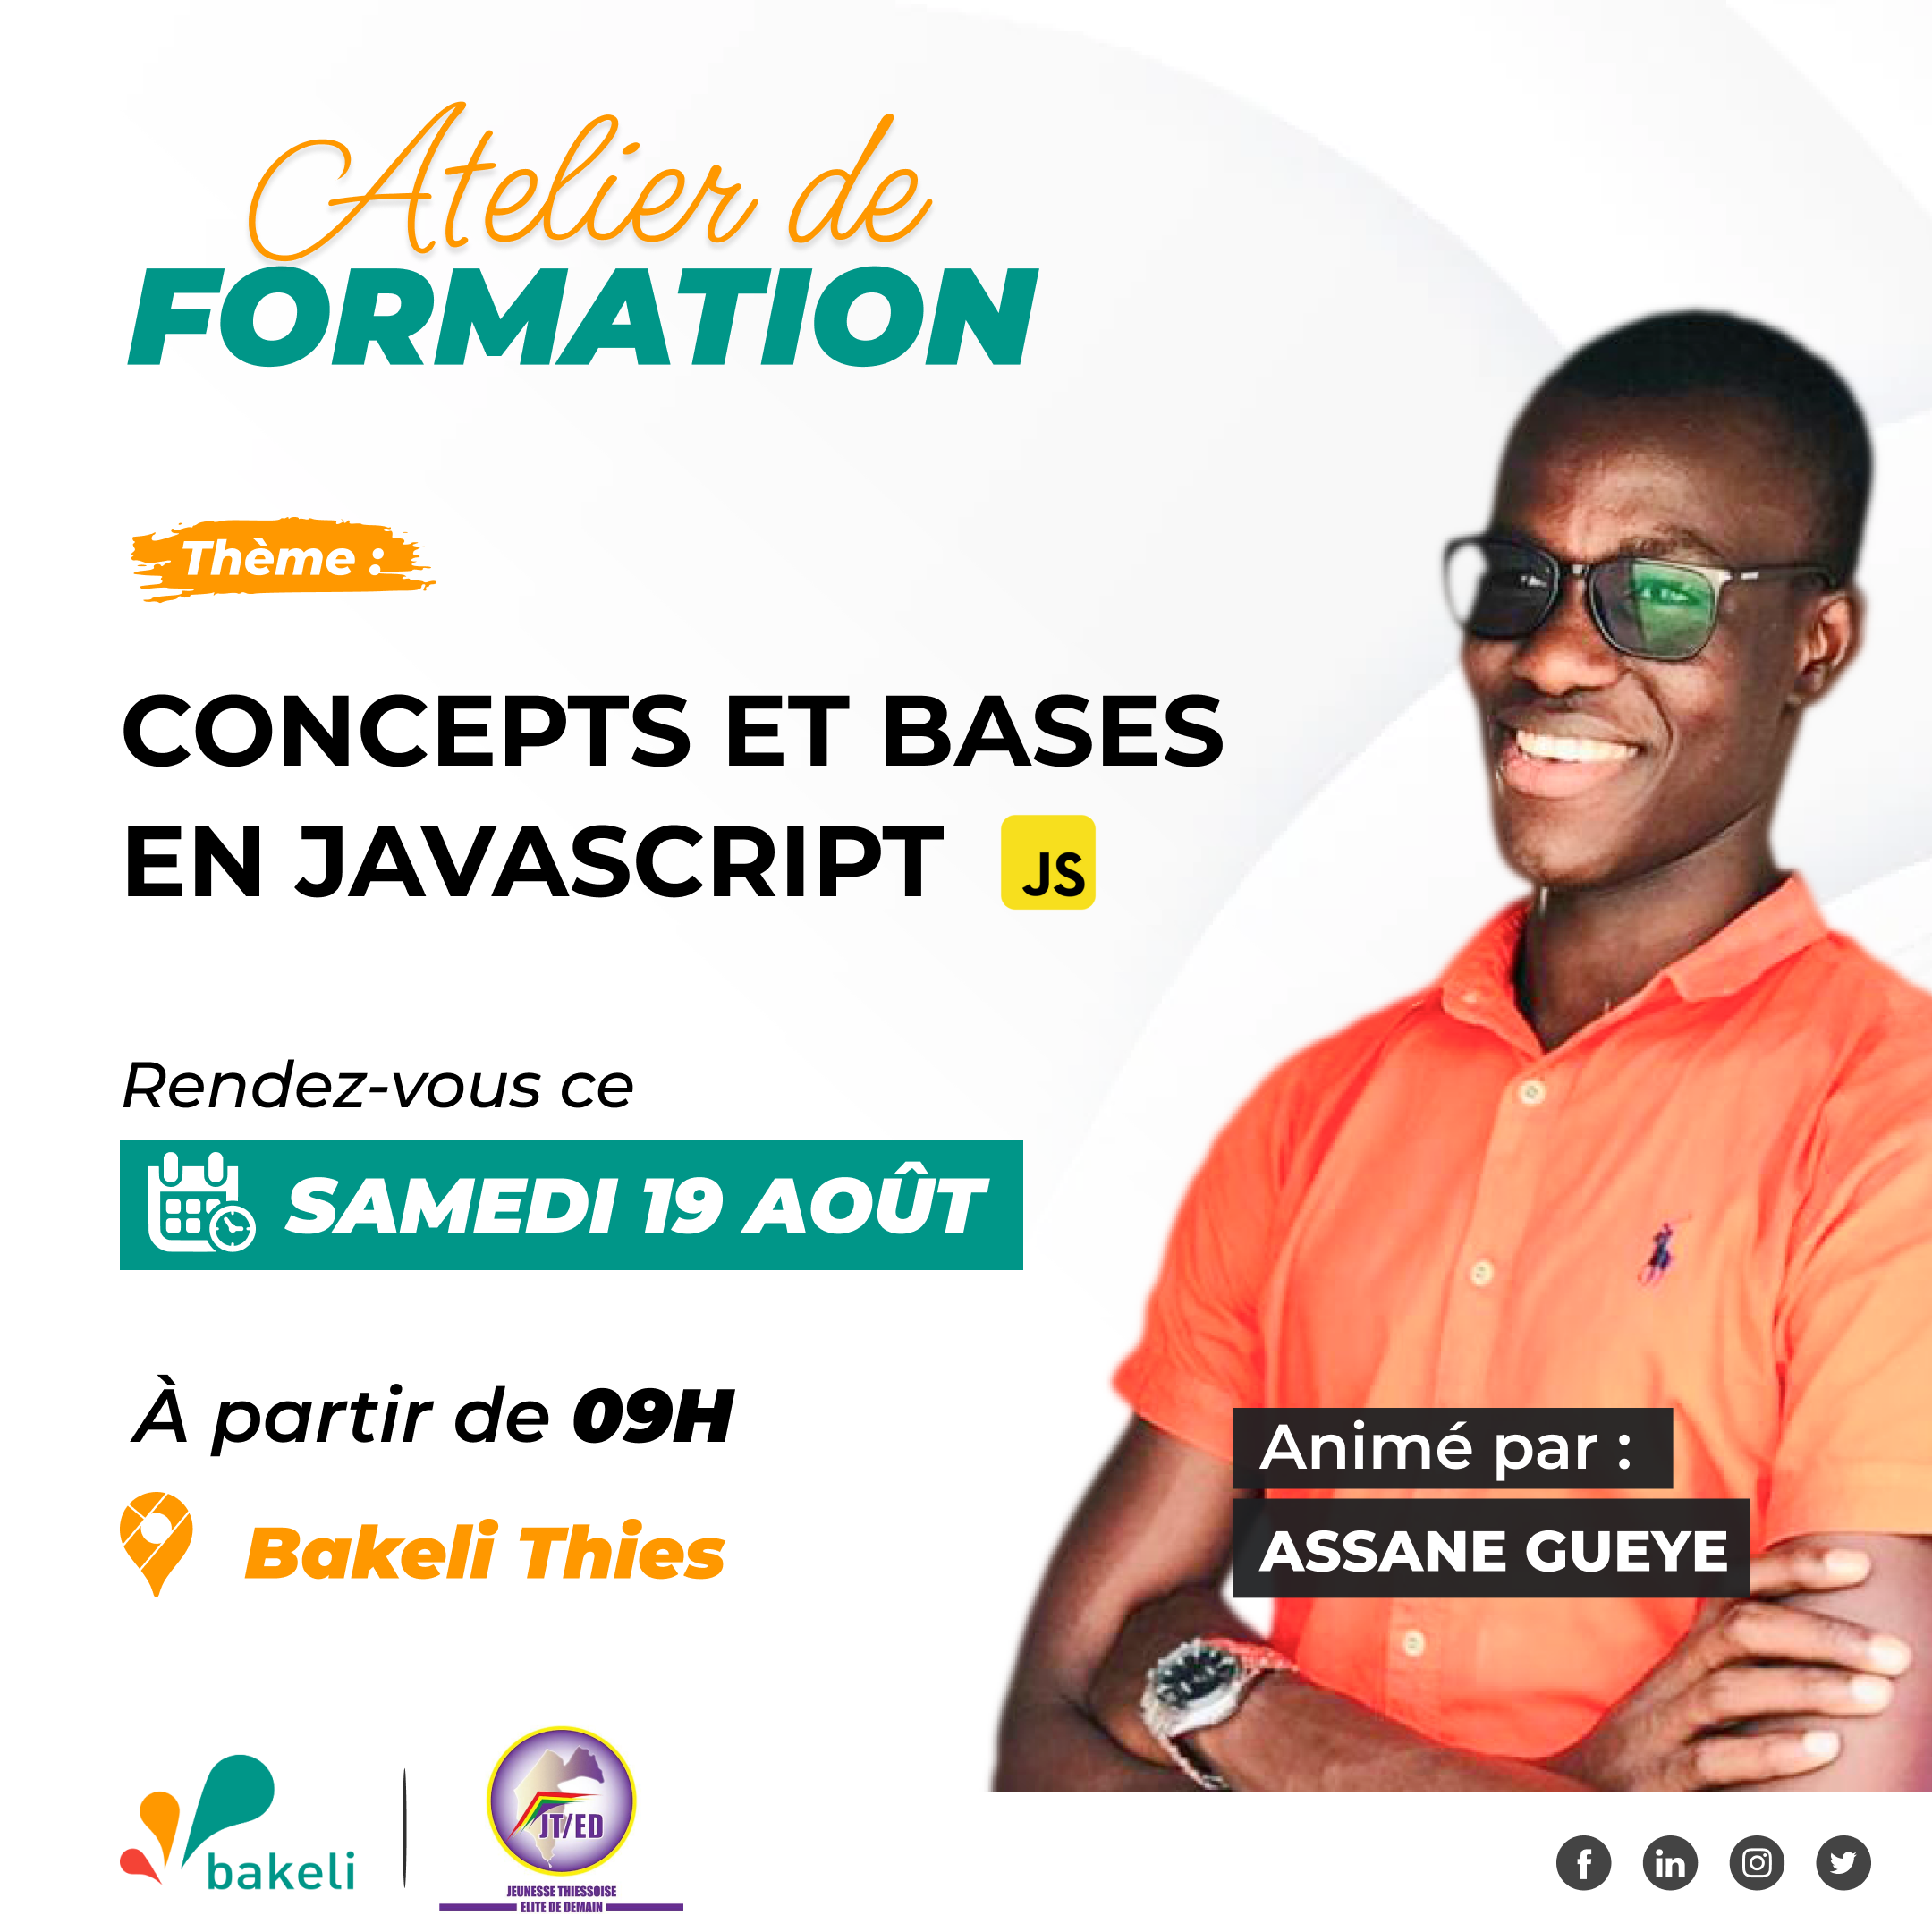 Atelier de
FORMATION
Thème :
CONCEPTS ET BASES
EN JAVASCRIPT JS
Rendez-vous ce
SAMEDI 19 AOÛT
À partir de 09H
Bakeli Thies
Animé par :
ASSANE GUEYE
bakeli
JT/ED
JEUNESSE THIESSOISE
ELITE DE DEMAIN